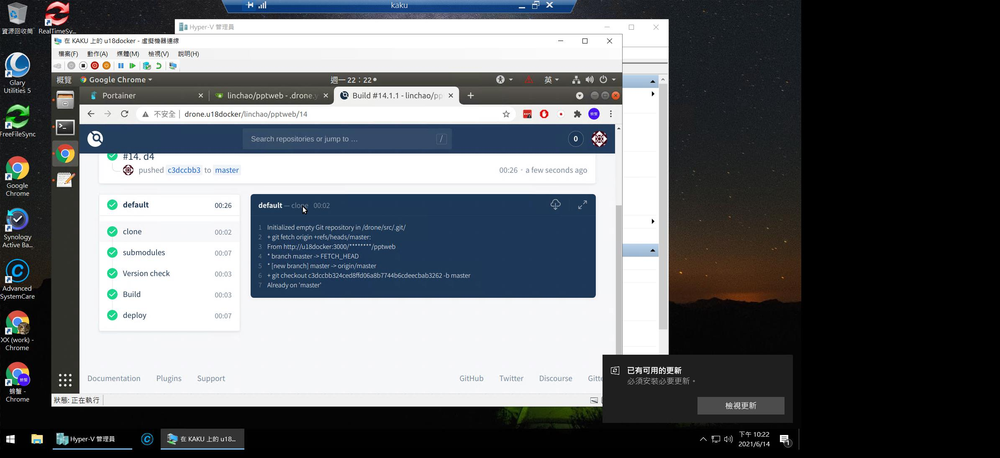 kaku
資源回收筒
RealTimeSy...
Hyper-V 管理員
在 KAKU 上的 u18docker - 虛擬機器連線
檔案(F) 動作(A) 媒體(M) 檢視(V) 說明(H)
概覽 Google Chrome 週一 22：22 英
Portainer
linchao/pptweb - .drone.y
Build #14.1.1 - linchao/pp
不安全 drone.u18docker/linchao/pptweb/14
螃蟹
Search repositories or jump to … /
0
#14. d4
pushed c3dccbb3 to master
00:26 • a few seconds ago
default 00:26
clone 00:02
submodules 00:07
Version check 00:03
Build 00:03
deploy 00:07
default — clone 00:02
1 Initialized empty Git repository in /drone/src/.git/
2 + git fetch origin +refs/heads/master:
3 From http://u18docker:3000/********/pptweb
4 * branch master -> FETCH_HEAD
5 * [new branch] master -> origin/master
6 + git checkout c3dccbb324ced8ffd06a8b7744b6cdeecbab3262 -b master
7 Already on 'master'
Documentation Plugins Support
GitHub Twitter Discourse Gitte
狀態: 正在執行
Glary
Utilities 5
FreeFileSync
Google
Chrome
Synology
Active Ba...
Advanced
SystemCare
XX (work) -
Chrome
螃蟹
螃蟹 -
Chrome
已有可用的更新
必須安裝必要更新。
檢視更新
Hyper-V 管理員
在 KAKU 上的 u18...
下午 10:22
2021/6/14
1